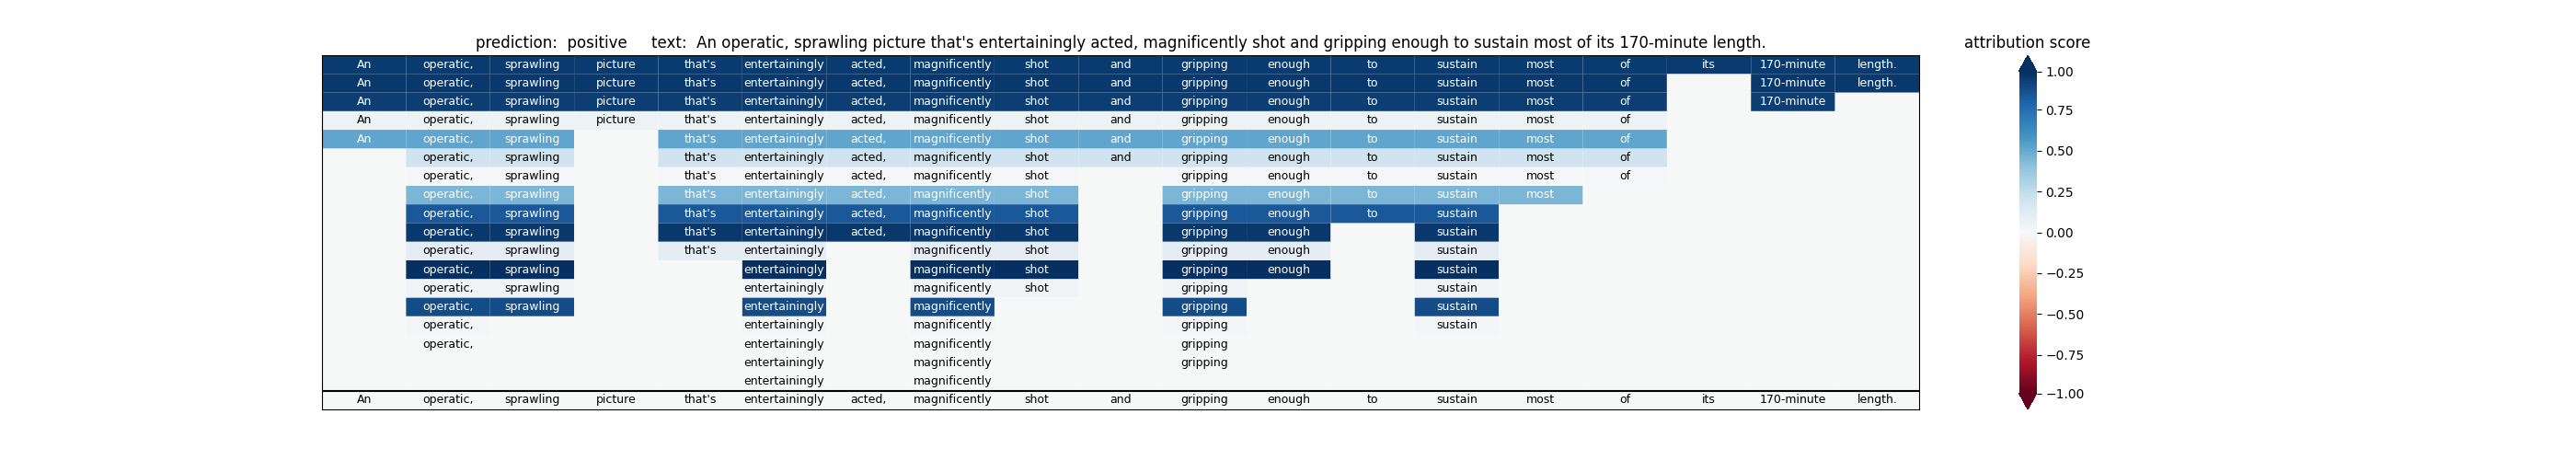 prediction: positive text: An operatic, sprawling picture that's entertainingly acted, magnificently shot and gripping enough to sustain most of its 170-minute length.
attribution score
An operatic, sprawling picture that's entertainingly acted, magnificently shot and gripping enough to sustain most of its 170-minute length.
An operatic, sprawling picture that's entertainingly acted, magnificently shot and gripping enough to sustain most of 170-minute length.
An operatic, sprawling picture that's entertainingly acted, magnificently shot and gripping enough to sustain most of 170-minute
An operatic, sprawling picture that's entertainingly acted, magnificently shot and gripping enough to sustain most of
An operatic, sprawling that's entertainingly acted, magnificently shot and gripping enough to sustain most of
operatic, sprawling that's entertainingly acted, magnificently shot and gripping enough to sustain most of
operatic, sprawling that's entertainingly acted, magnificently shot gripping enough to sustain most of
operatic, sprawling that's entertainingly acted, magnificently shot gripping enough to sustain most
operatic, sprawling that's entertainingly acted, magnificently shot gripping enough to sustain
operatic, sprawling that's entertainingly acted, magnificently shot gripping enough sustain
operatic, sprawling that's entertainingly magnificently shot gripping enough sustain
operatic, sprawling entertainingly magnificently shot gripping enough sustain
operatic, sprawling entertainingly magnificently shot gripping sustain
operatic, sprawling entertainingly magnificently gripping sustain
operatic, entertainingly magnificently gripping sustain
operatic, entertainingly magnificently gripping
entertainingly magnificently gripping
entertainingly magnificently
An operatic, sprawling picture that's entertainingly acted, magnificently shot and gripping enough to sustain most of its 170-minute length.
1.00
0.75
0.50
0.25
0.00
−0.25
−0.50
−0.75
−1.00